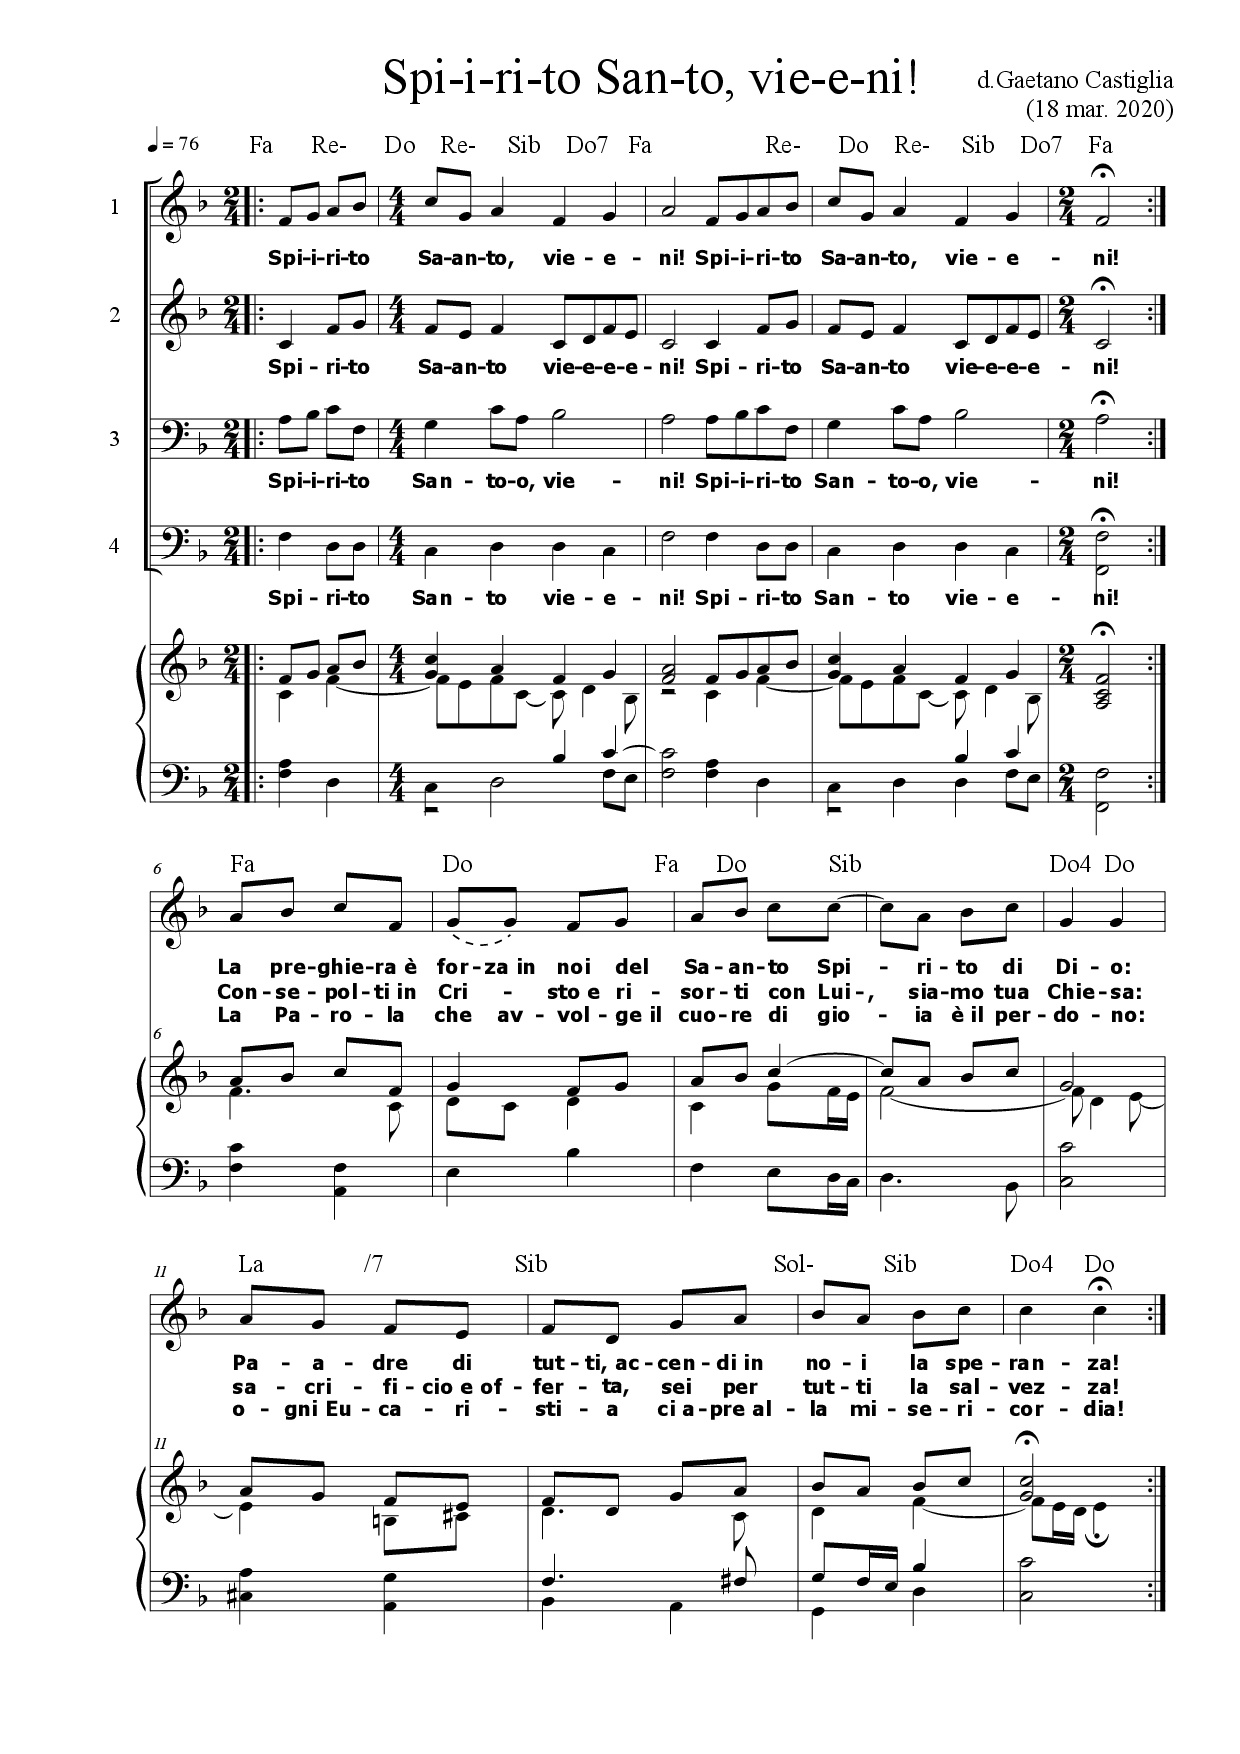 Spi-i-ri-to San-to, vie-e-ni!
d.Gaetano Castiglia
(18 mar. 2020)
♩ = 76 Fa Re- Do Re- Sib Do7 Fa Re- Do Re- Sib Do7 Fa
1
Spi-i-ri-to Sa-an-to, vie-e-ni! Spi-i-ri-to Sa-an-to, vie-e-ni!
2
Spi-ri-to Sa-an-to vie-e-e-e-ni! Spi-ri-to Sa-an-to vie-e-e-e-ni!
3
Spi-i-ri-to San-to-o, vie-ni! Spi-i-ri-to San-to-o, vie-ni!
4
Spi-ri-to San-to vie-e-ni! Spi-ri-to San-to vie-e-ni!
6 Fa Do Fa Do Sib Do4 Do
La pre-ghie-ra è for-za in noi del Sa-an-to Spi-ri-to di Di-o:
Con-se-pol-ti in Cri-sto e ri-sor-ti con Lui-, sia-mo tua Chie-sa:
La Pa-ro-la che av-vol-ge il cuo-re di gio-ia è il per-do-no:
6
11 La /7 Sib Sol- Sib Do4 Do
Pa-a-dre di tut-ti, ac-cen-di in no-i la spe-ran-za!
sa-cri-fi-cio e of-fer-ta, sei per tut-ti la sal-vez-za!
o-gni Eu-ca-ri-sti-a ci a-pre al-la mi-se-ri-cor-dia!
11